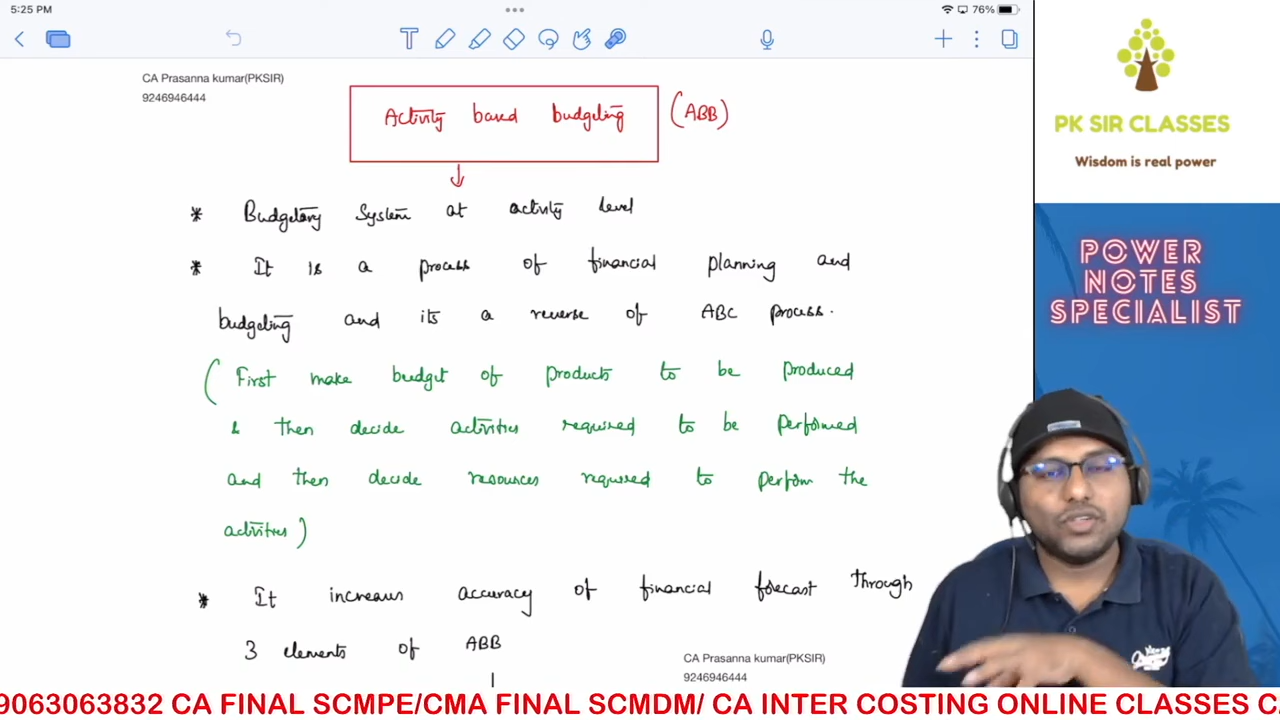 5:25 PM
76%
CA Prasanna kumar(PKSIR)
9246946444
Activity based budgeting (ABB)
* Budgetary System at activity level
* It is a process of financial planning and
budgeting and its a reverse of ABC process.
(First make budget of products to be produced
& then decide activities required to be performed
and then decide resources required to perform the
activities)
* It increases accuracy of financial forecast through
3 elements of ABB
CA Prasanna kumar(PKSIR)
9246946444
PK SIR CLASSES
Wisdom is real power
POWER
NOTES
SPECIALIST
9063063832 CA FINAL SCMPE/CMA FINAL SCMDM/ CA INTER COSTING ONLINE CLASSES CA